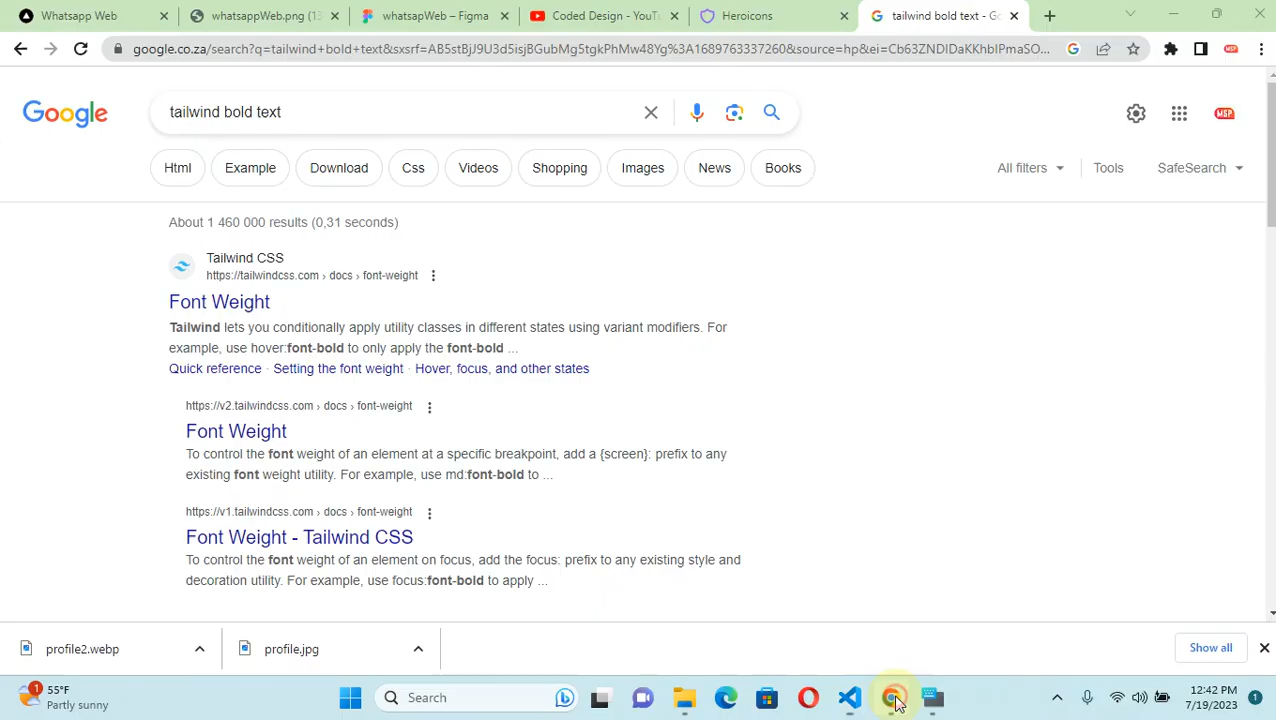 Whatsapp Web
whatsappWeb.png (13
whatsapWeb – Figma
Coded Design - YouTu
Heroicons
tailwind bold text - Go
google.co.za/search?q=tailwind+bold+text&sxsrf=AB5stBjJ9U3d5isjBGubMg5tgkPhMw48Yg%3A1689763337260&source=hp&ei=Cb63ZNDIDaKKhbIPmaSO...
MSP
Google
tailwind bold text
MSP
Html
Example
Download
Css
Videos
Shopping
Images
News
Books
All filters
Tools
SafeSearch
About 1 460 000 results (0,31 seconds)
Tailwind CSS
https://tailwindcss.com › docs › font-weight
Font Weight
Tailwind lets you conditionally apply utility classes in different states using variant modifiers. For
example, use hover:font-bold to only apply the font-bold ...
Quick reference · Setting the font weight · Hover, focus, and other states
https://v2.tailwindcss.com › docs › font-weight
Font Weight
To control the font weight of an element at a specific breakpoint, add a {screen}: prefix to any
existing font weight utility. For example, use md:font-bold to ...
https://v1.tailwindcss.com › docs › font-weight
Font Weight - Tailwind CSS
To control the font weight of an element on focus, add the focus: prefix to any existing style and
decoration utility. For example, use focus:font-bold to apply ...
profile2.webp
profile.jpg
Show all
1
55°F
Partly sunny
Search
12:42 PM
7/19/2023
1